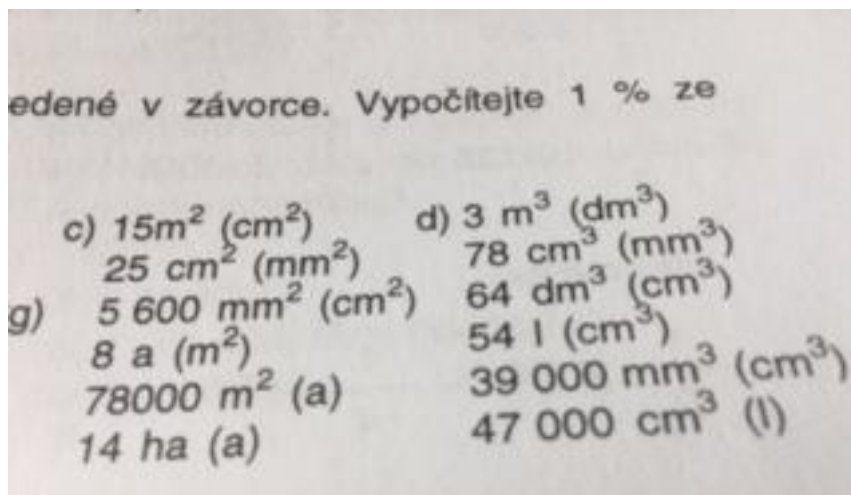 edené v závorce. Vypočítejte 1 % ze
c) 15m² (cm²)
25 cm² (mm²)
g) 5 600 mm² (cm²)
8 a (m²)
78000 m² (a)
14 ha (a)
d) 3 m³ (dm³)
78 cm³ (mm³)
64 dm³ (cm³)
54 l (cm³)
39 000 mm³ (cm³)
47 000 cm³ (l)